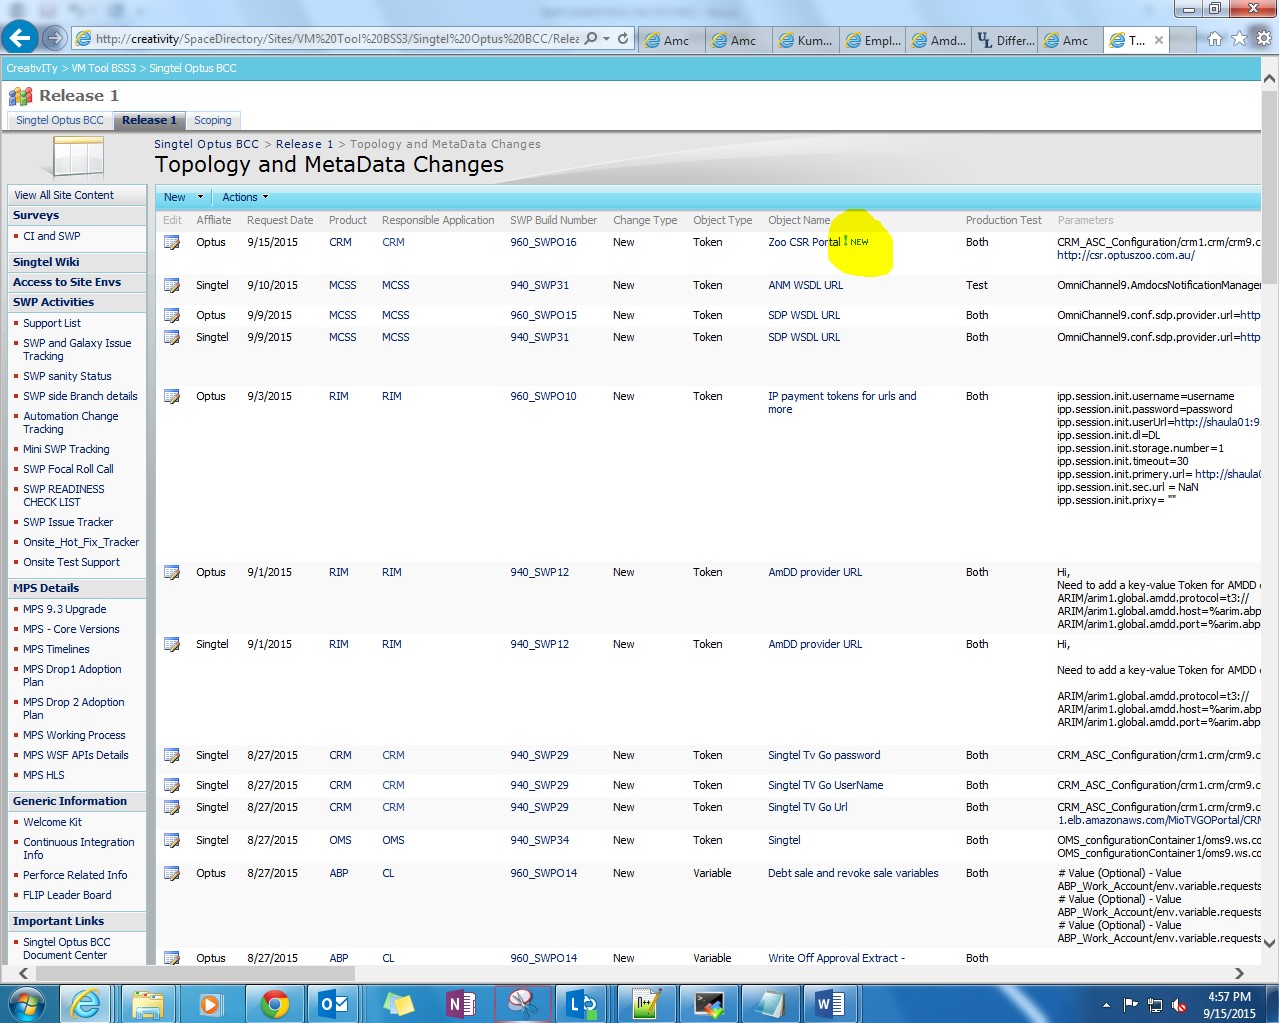 http://creativity/SpaceDirectory/Sites/VM%20Tool%20BSS3/Singtel%20Optus%20BCC/Relea
Amc
Amc
Kum...
Empl...
Amd...
Differ...
Amc
T...
CreativITy > VM Tool BSS3 > Singtel Optus BCC
Release 1
Singtel Optus BCC
Release 1
Scoping
Singtel Optus BCC > Release 1 > Topology and MetaData Changes
Topology and MetaData Changes
View All Site Content
Surveys
CI and SWP
Singtel Wiki
Access to Site Envs
SWP Activities
Support List
SWP and Galaxy Issue
Tracking
SWP sanity Status
SWP side Branch details
Automation Change
Tracking
Mini SWP Tracking
SWP Focal Roll Call
SWP READINESS
CHECK LIST
SWP Issue Tracker
Onsite_Hot_Fix_Tracker
Onsite Test Support
MPS Details
MPS 9.3 Upgrade
MPS - Core Versions
MPS Timelines
MPS Drop1 Adoption
Plan
MPS Drop 2 Adoption
Plan
MPS Working Process
MPS WSF APIs Details
MPS HLS
Generic Information
Welcome Kit
Continuous Integration
Info
Perforce Related Info
FLIP Leader Board
Important Links
Singtel Optus BCC
Document Center
New Actions
Edit Affliate Request Date Product Responsible Application SWP Build Number Change Type Object Type Object Name Production Test Parameters
Optus 9/15/2015 CRM CRM 960_SWPO16 New Token Zoo CSR Portal ! NEW Both CRM_ASC_Configuration/crm1.crm/crm9.c
http://csr.optuszoo.com.au/
Singtel 9/10/2015 MCSS MCSS 940_SWP31 New Token ANM WSDL URL Test OmniChannel9.AmdocsNotificationManage
Optus 9/9/2015 MCSS MCSS 960_SWPO15 New Token SDP WSDL URL Both OmniChannel9.conf.sdp.provider.url=http
Singtel 9/9/2015 MCSS MCSS 940_SWP31 New Token SDP WSDL URL Both OmniChannel9.conf.sdp.provider.url=http
Optus 9/3/2015 RIM RIM 960_SWPO10 New Token IP payment tokens for urls and Both ipp.session.init.username=username
more ipp.session.init.password=password
ipp.session.init.userUrl=http://shaula01:9
ipp.session.init.dl=DL
ipp.session.init.storage.number=1
ipp.session.init.timeout=30
ipp.session.init.primery.url= http://shaula0
ipp.session.init.sec.url = NaN
ipp.session.init.prixy= ""
Optus 9/1/2015 RIM RIM 940_SWP12 New Token AmDD provider URL Both Hi,
Need to add a key-value Token for AMDD
ARIM/arim1.global.amdd.protocol=t3://
ARIM/arim1.global.amdd.host=%arim.abp
ARIM/arim1.global.amdd.port=%arim.abp
Singtel 9/1/2015 RIM RIM 940_SWP12 New Token AmDD provider URL Both Hi,
Need to add a key-value Token for AMDD
ARIM/arim1.global.amdd.protocol=t3://
ARIM/arim1.global.amdd.host=%arim.abp
ARIM/arim1.global.amdd.port=%arim.abp
Singtel 8/27/2015 CRM CRM 940_SWP29 New Token Singtel Tv Go password Both CRM_ASC_Configuration/crm1.crm/crm9.c
Singtel 8/27/2015 CRM CRM 940_SWP29 New Token Singtel TV Go UserName Both CRM_ASC_Configuration/crm1.crm/crm9.c
Singtel 8/27/2015 CRM CRM 940_SWP29 New Token Singtel TV Go Url Both CRM_ASC_Configuration/crm1.crm/crm9.c
1.elb.amazonaws.com/MioTVGOPortal/CRM
Singtel 8/27/2015 OMS OMS 940_SWP34 New Token Singtel Both OMS_configurationContainer1/oms9.ws.co
OMS_configurationContainer1/oms9.ws.co
Optus 8/27/2015 ABP CL 960_SWPO14 New Variable Debt sale and revoke sale variables Both # Value (Optional) - Value
ABP_Work_Account/env.variable.requests
# Value (Optional) - Value
ABP_Work_Account/env.variable.requests
# Value (Optional) - Value
ABP_Work_Account/env.variable.requests
Optus 8/27/2015 ABP CL 960_SWPO14 New Variable Write Off Approval Extract - Both
4:57 PM
9/15/2015